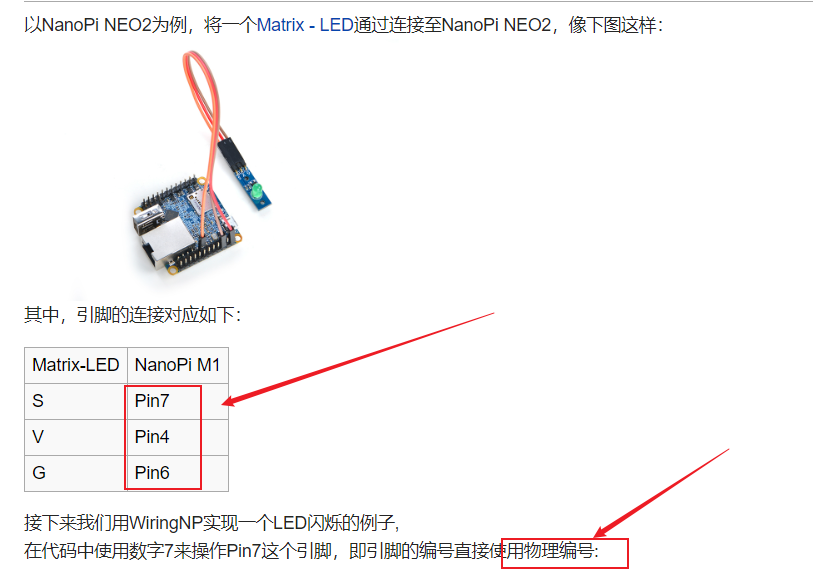 以NanoPi NEO2为例，将一个Matrix - LED通过连接至NanoPi NEO2，像下图这样：
其中，引脚的连接对应如下：
Matrix-LED NanoPi M1
S Pin7
V Pin4
G Pin6
接下来我们用WiringNP实现一个LED闪烁的例子,
在代码中使用数字7来操作Pin7这个引脚，即引脚的编号直接使用物理编号: